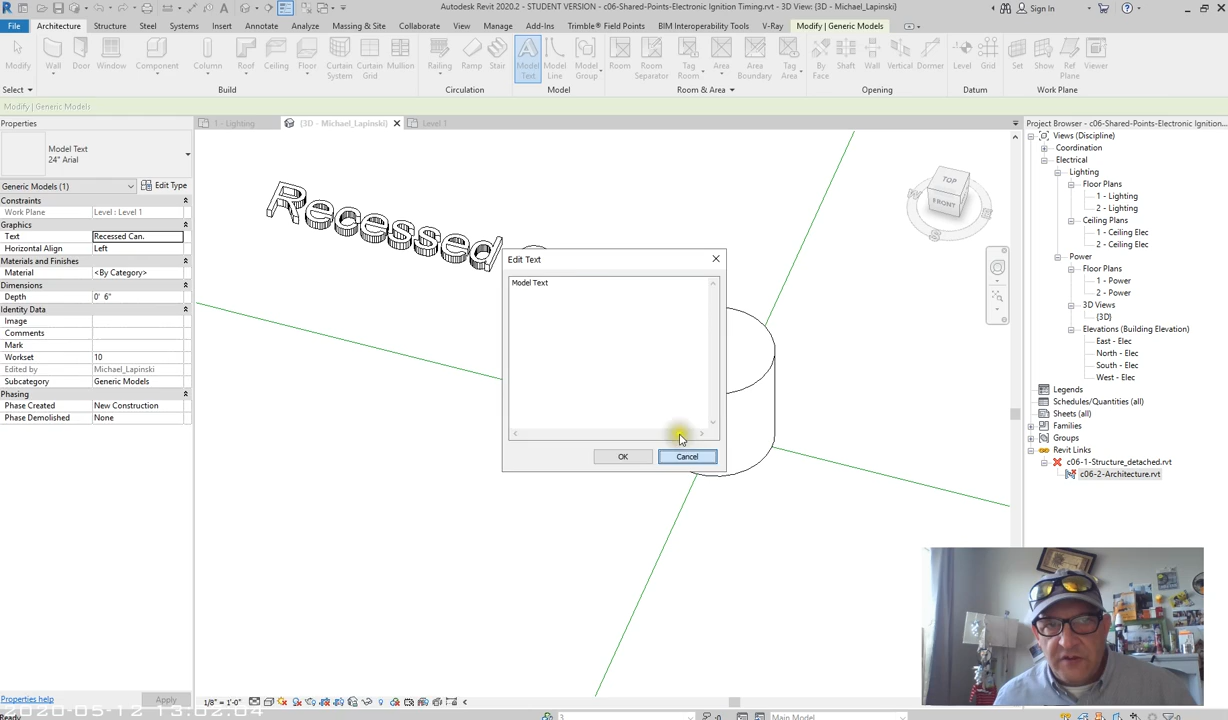 Autodesk Revit 2020.2 - STUDENT VERSION - c06-Shared-Points-Electronic Ignition Timing.rvt - 3D View: {3D - Michael_Lapinski}
Sign In
File Architecture Structure Steel Systems Insert Annotate Analyze Massing & Site Collaborate View Manage Add-Ins Trimble® Field Points BIM Interoperability Tools V-Ray Modify | Generic Models
Modify Wall Door Window Component Column Roof Ceiling Floor Curtain System Curtain Grid Mullion Railing Ramp Stair Model Text Model Line Model Group Room Room Separator Tag Room Area Area Boundary Tag Area By Face Shaft Wall Vertical Dormer Level Grid Set Show Ref Plane Viewer
Select Build Circulation Model Room & Area Opening Datum Work Plane
Modify | Generic Models
Properties
1 - Lighting
(3D - Michael_Lapinski)
Level 1
Project Browser - c06-Shared-Points-Electronic Ignition...
Model Text
24" Arial
Generic Models (1) Edit Type
Constraints
Work Plane Level : Level 1
Graphics
Text Recessed Can.
Horizontal Align Left
Materials and Finishes
Material <By Category>
Dimensions
Depth 0' 6"
Identity Data
Image
Comments
Mark
Workset 10
Edited by Michael_Lapinski
Subcategory Generic Models
Phasing
Phase Created New Construction
Phase Demolished None
Properties help Apply
2020-05-12 13:02:04
Recessed
TOP
FRONT
W
S
E
Edit Text
Model Text
OK Cancel
Views (Discipline)
Coordination
Electrical
Lighting
Floor Plans
1 - Lighting
2 - Lighting
Ceiling Plans
1 - Ceiling Elec
2 - Ceiling Elec
Power
Floor Plans
1 - Power
2 - Power
3D Views
{3D}
Elevations (Building Elevation)
East - Elec
North - Elec
South - Elec
West - Elec
Legends
Schedules/Quantities (all)
Sheets (all)
Families
Groups
Revit Links
c06-1-Structure_detached.rvt
c06-2-Architecture.rvt
1/8" = 1'-0"
3
:0
Main Model